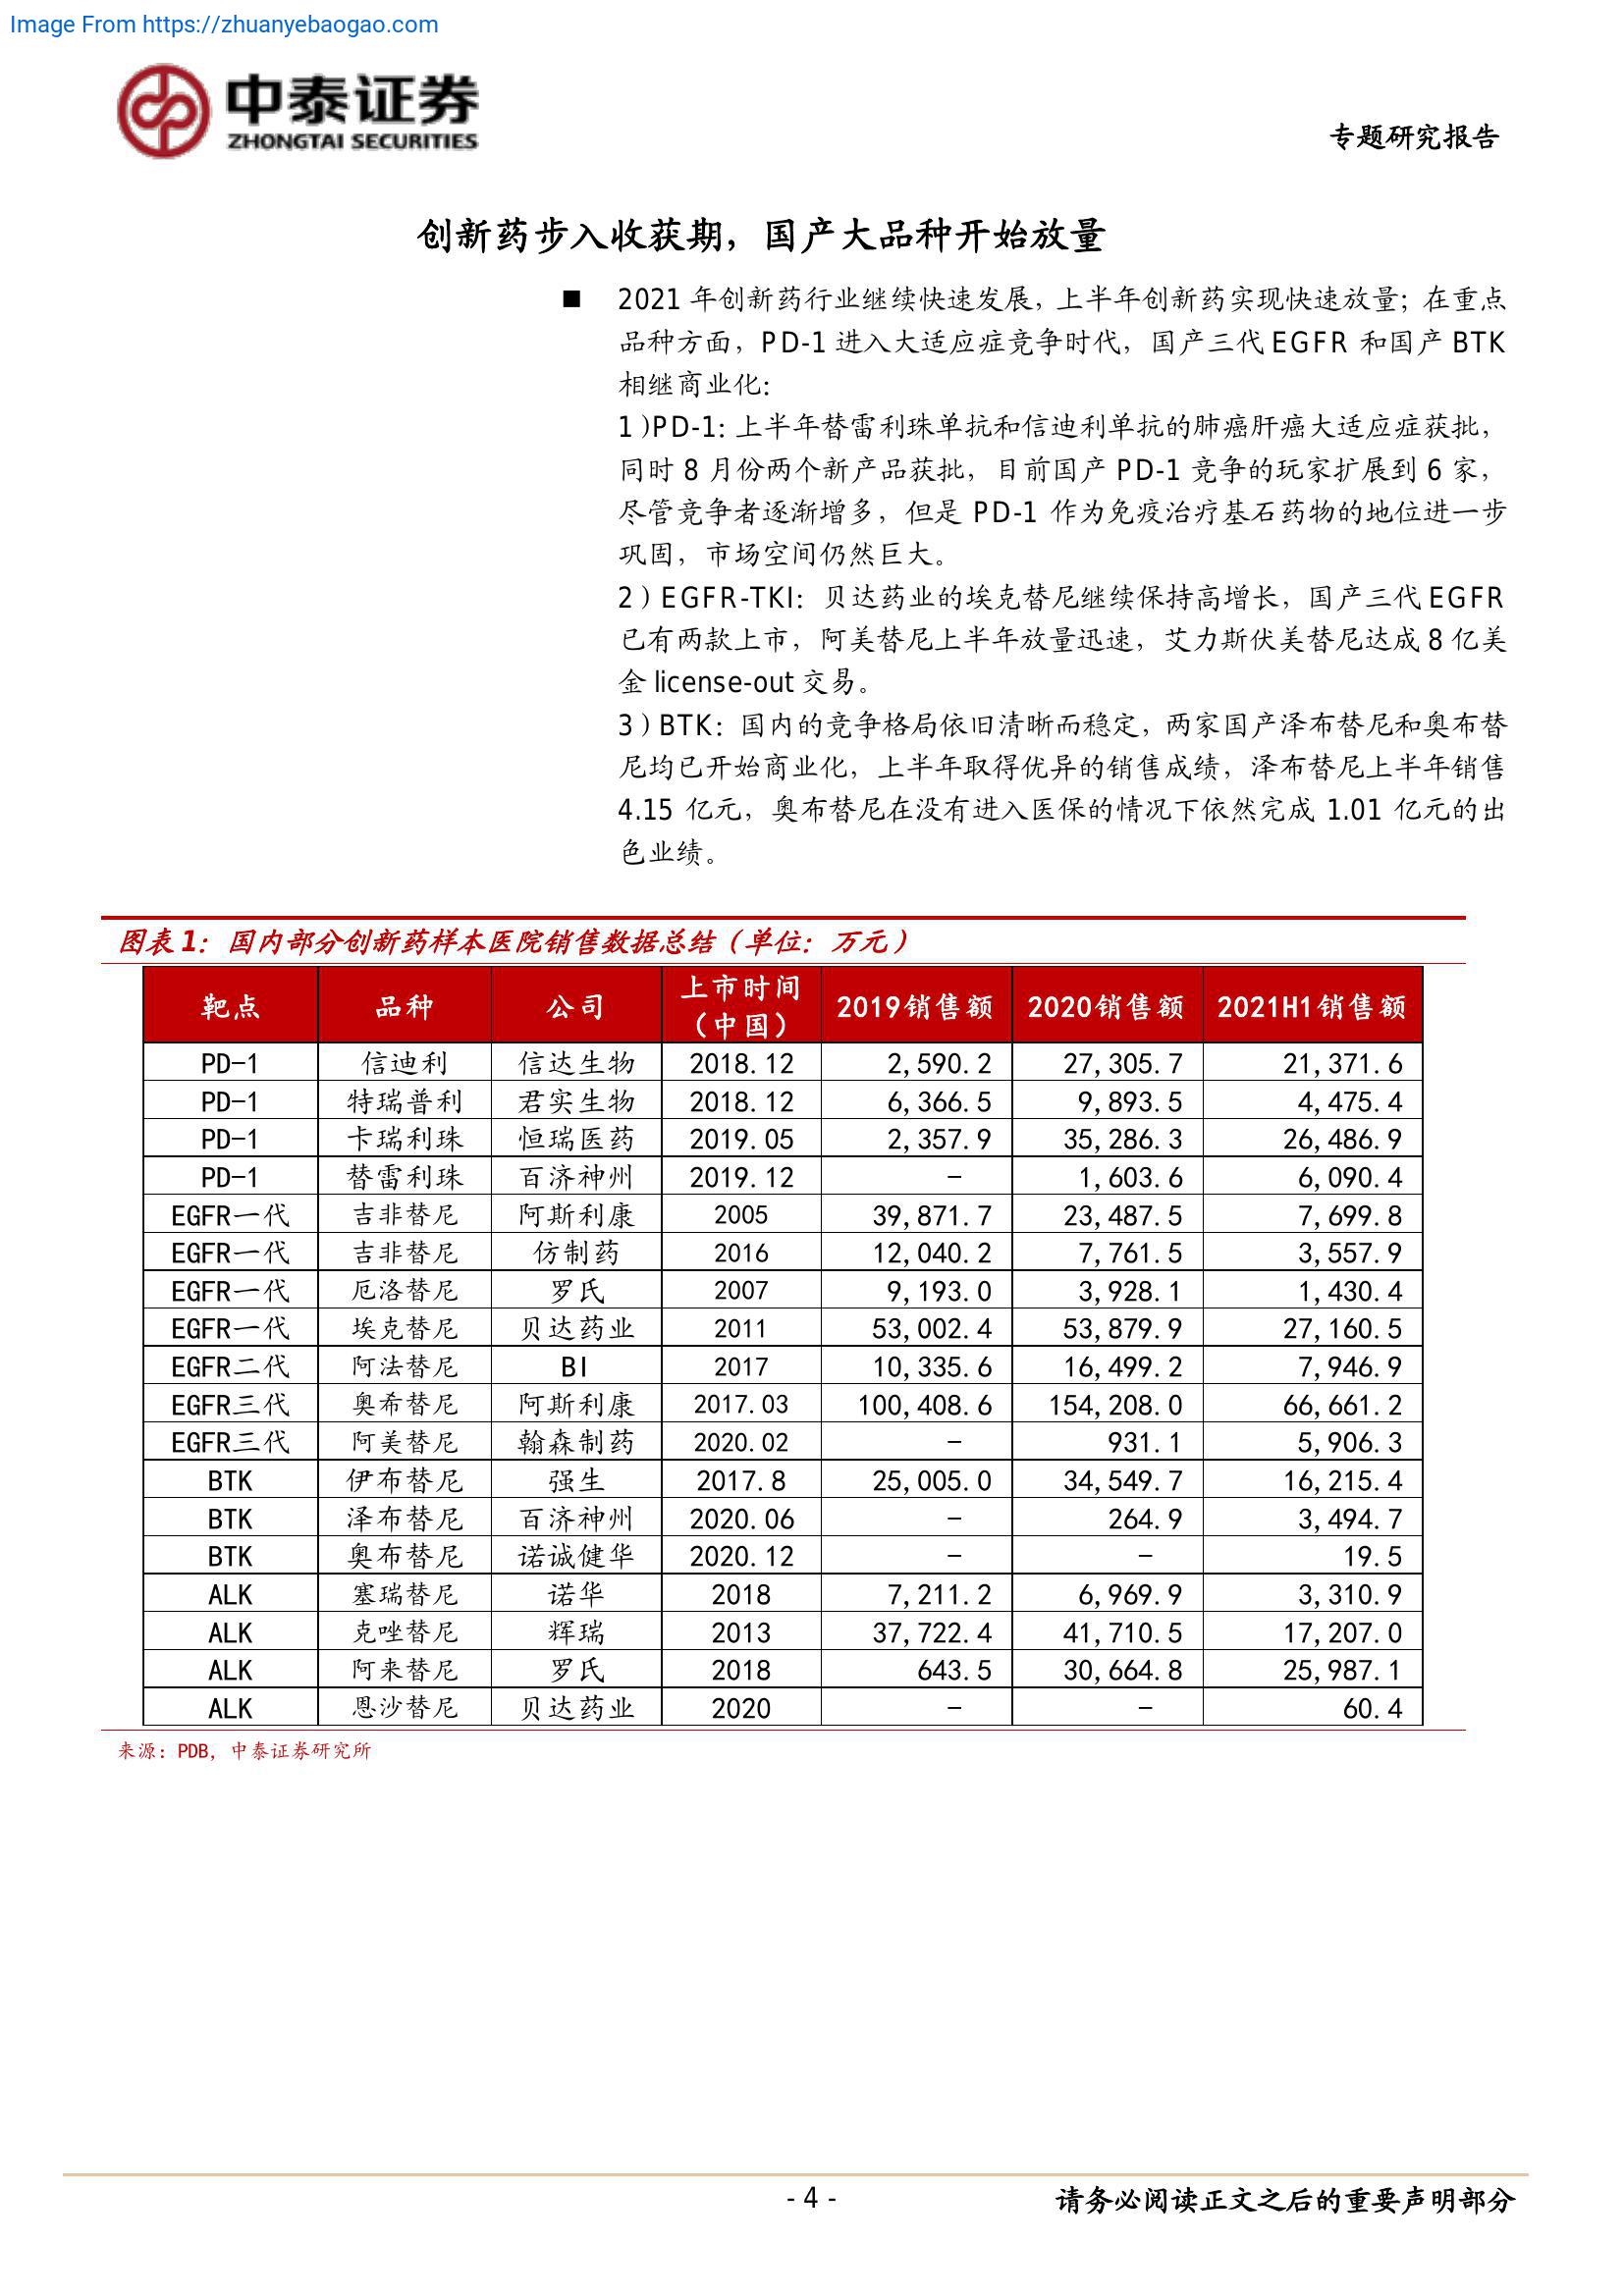 Image From https://zhuanyebaogao.com
中泰证券
ZHONGTAI SECURITIES
专题研究报告
创新药步入收获期，国产大品种开始放量
■ 2021 年创新药行业继续快速发展，上半年创新药实现快速放量；在重点
品种方面，PD-1 进入大适应症竞争时代，国产三代 EGFR 和国产 BTK
相继商业化：
1）PD-1：上半年替雷利珠单抗和信迪利单抗的肺癌肝癌大适应症获批，
同时 8 月份两个新产品获批，目前国产 PD-1 竞争的玩家扩展到 6 家，
尽管竞争者逐渐增多，但是 PD-1 作为免疫治疗基石药物的地位进一步
巩固，市场空间仍然巨大。
2）EGFR-TKI：贝达药业的埃克替尼继续保持高增长，国产三代 EGFR
已有两款上市，阿美替尼上半年放量迅速，艾力斯伏美替尼达成 8 亿美
金 license-out 交易。
3）BTK：国内的竞争格局依旧清晰而稳定，两家国产泽布替尼和奥布替
尼均已开始商业化，上半年取得优异的销售成绩，泽布替尼上半年销售
4.15 亿元，奥布替尼在没有进入医保的情况下依然完成 1.01 亿元的出
色业绩。
图表 1：国内部分创新药样本医院销售数据总结（单位：万元）
靶点 品种 公司 上市时间（中国） 2019销售额 2020销售额 2021H1销售额
PD-1 信迪利 信达生物 2018.12 2,590.2 27,305.7 21,371.6
PD-1 特瑞普利 君实生物 2018.12 6,366.5 9,893.5 4,475.4
PD-1 卡瑞利珠 恒瑞医药 2019.05 2,357.9 35,286.3 26,486.9
PD-1 替雷利珠 百济神州 2019.12 - 1,603.6 6,090.4
EGFR一代 吉非替尼 阿斯利康 2005 39,871.7 23,487.5 7,699.8
EGFR一代 吉非替尼 仿制药 2016 12,040.2 7,761.5 3,557.9
EGFR一代 厄洛替尼 罗氏 2007 9,193.0 3,928.1 1,430.4
EGFR一代 埃克替尼 贝达药业 2011 53,002.4 53,879.9 27,160.5
EGFR二代 阿法替尼 BI 2017 10,335.6 16,499.2 7,946.9
EGFR三代 奥希替尼 阿斯利康 2017.03 100,408.6 154,208.0 66,661.2
EGFR三代 阿美替尼 翰森制药 2020.02 - 931.1 5,906.3
BTK 伊布替尼 强生 2017.8 25,005.0 34,549.7 16,215.4
BTK 泽布替尼 百济神州 2020.06 - 264.9 3,494.7
BTK 奥布替尼 诺诚健华 2020.12 - - 19.5
ALK 塞瑞替尼 诺华 2018 7,211.2 6,969.9 3,310.9
ALK 克唑替尼 辉瑞 2013 37,722.4 41,710.5 17,207.0
ALK 阿来替尼 罗氏 2018 643.5 30,664.8 25,987.1
ALK 恩沙替尼 贝达药业 2020 - - 60.4
来源：PDB，中泰证券研究所
- 4 -
请务必阅读正文之后的重要声明部分